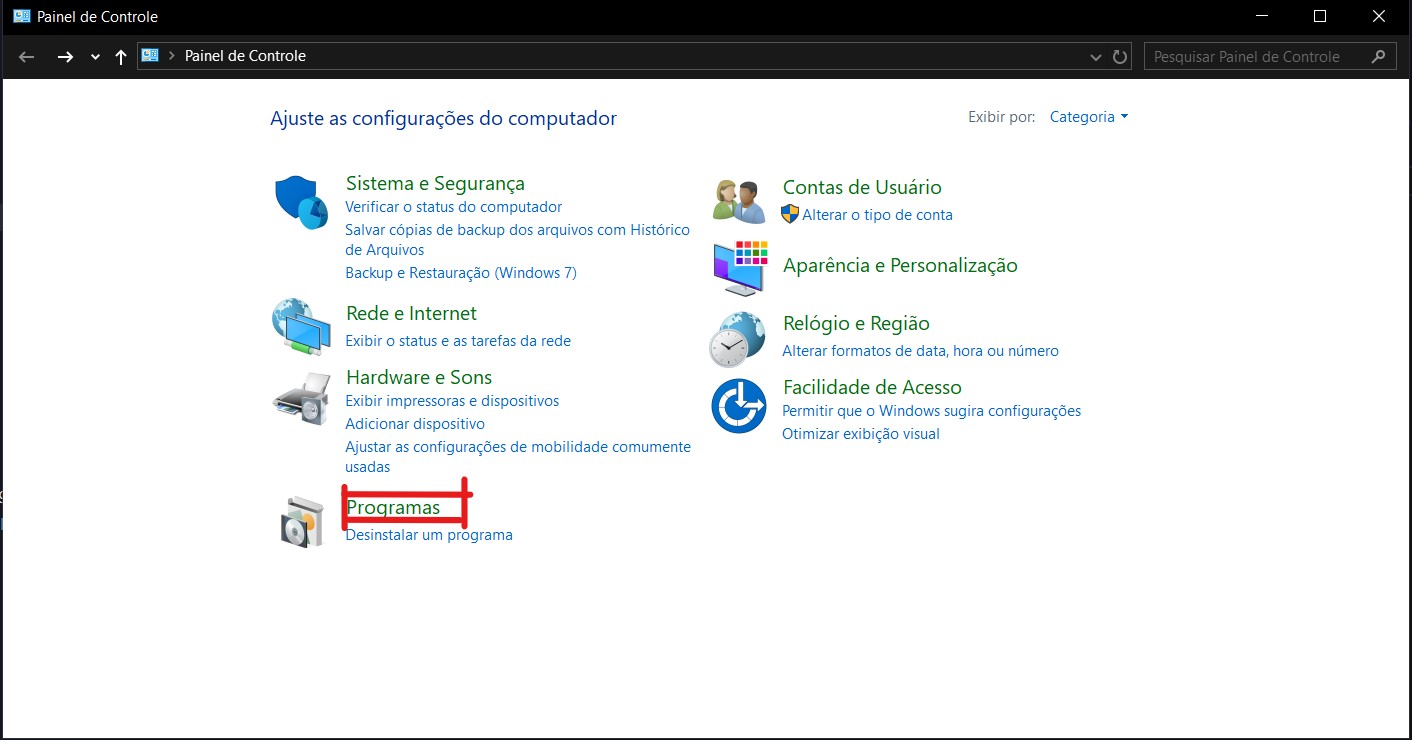 Painel de Controle
Painel de Controle
Pesquisar Painel de Controle
Ajuste as configurações do computador
Exibir por: Categoria
Sistema e Segurança
Verificar o status do computador
Salvar cópias de backup dos arquivos com Histórico
de Arquivos
Backup e Restauração (Windows 7)
Rede e Internet
Exibir o status e as tarefas da rede
Hardware e Sons
Exibir impressoras e dispositivos
Adicionar dispositivo
Ajustar as configurações de mobilidade comumente
usadas
Programas
Desinstalar um programa
Contas de Usuário
Alterar o tipo de conta
Aparência e Personalização
Relógio e Região
Alterar formatos de data, hora ou número
Facilidade de Acesso
Permitir que o Windows sugira configurações
Otimizar exibição visual